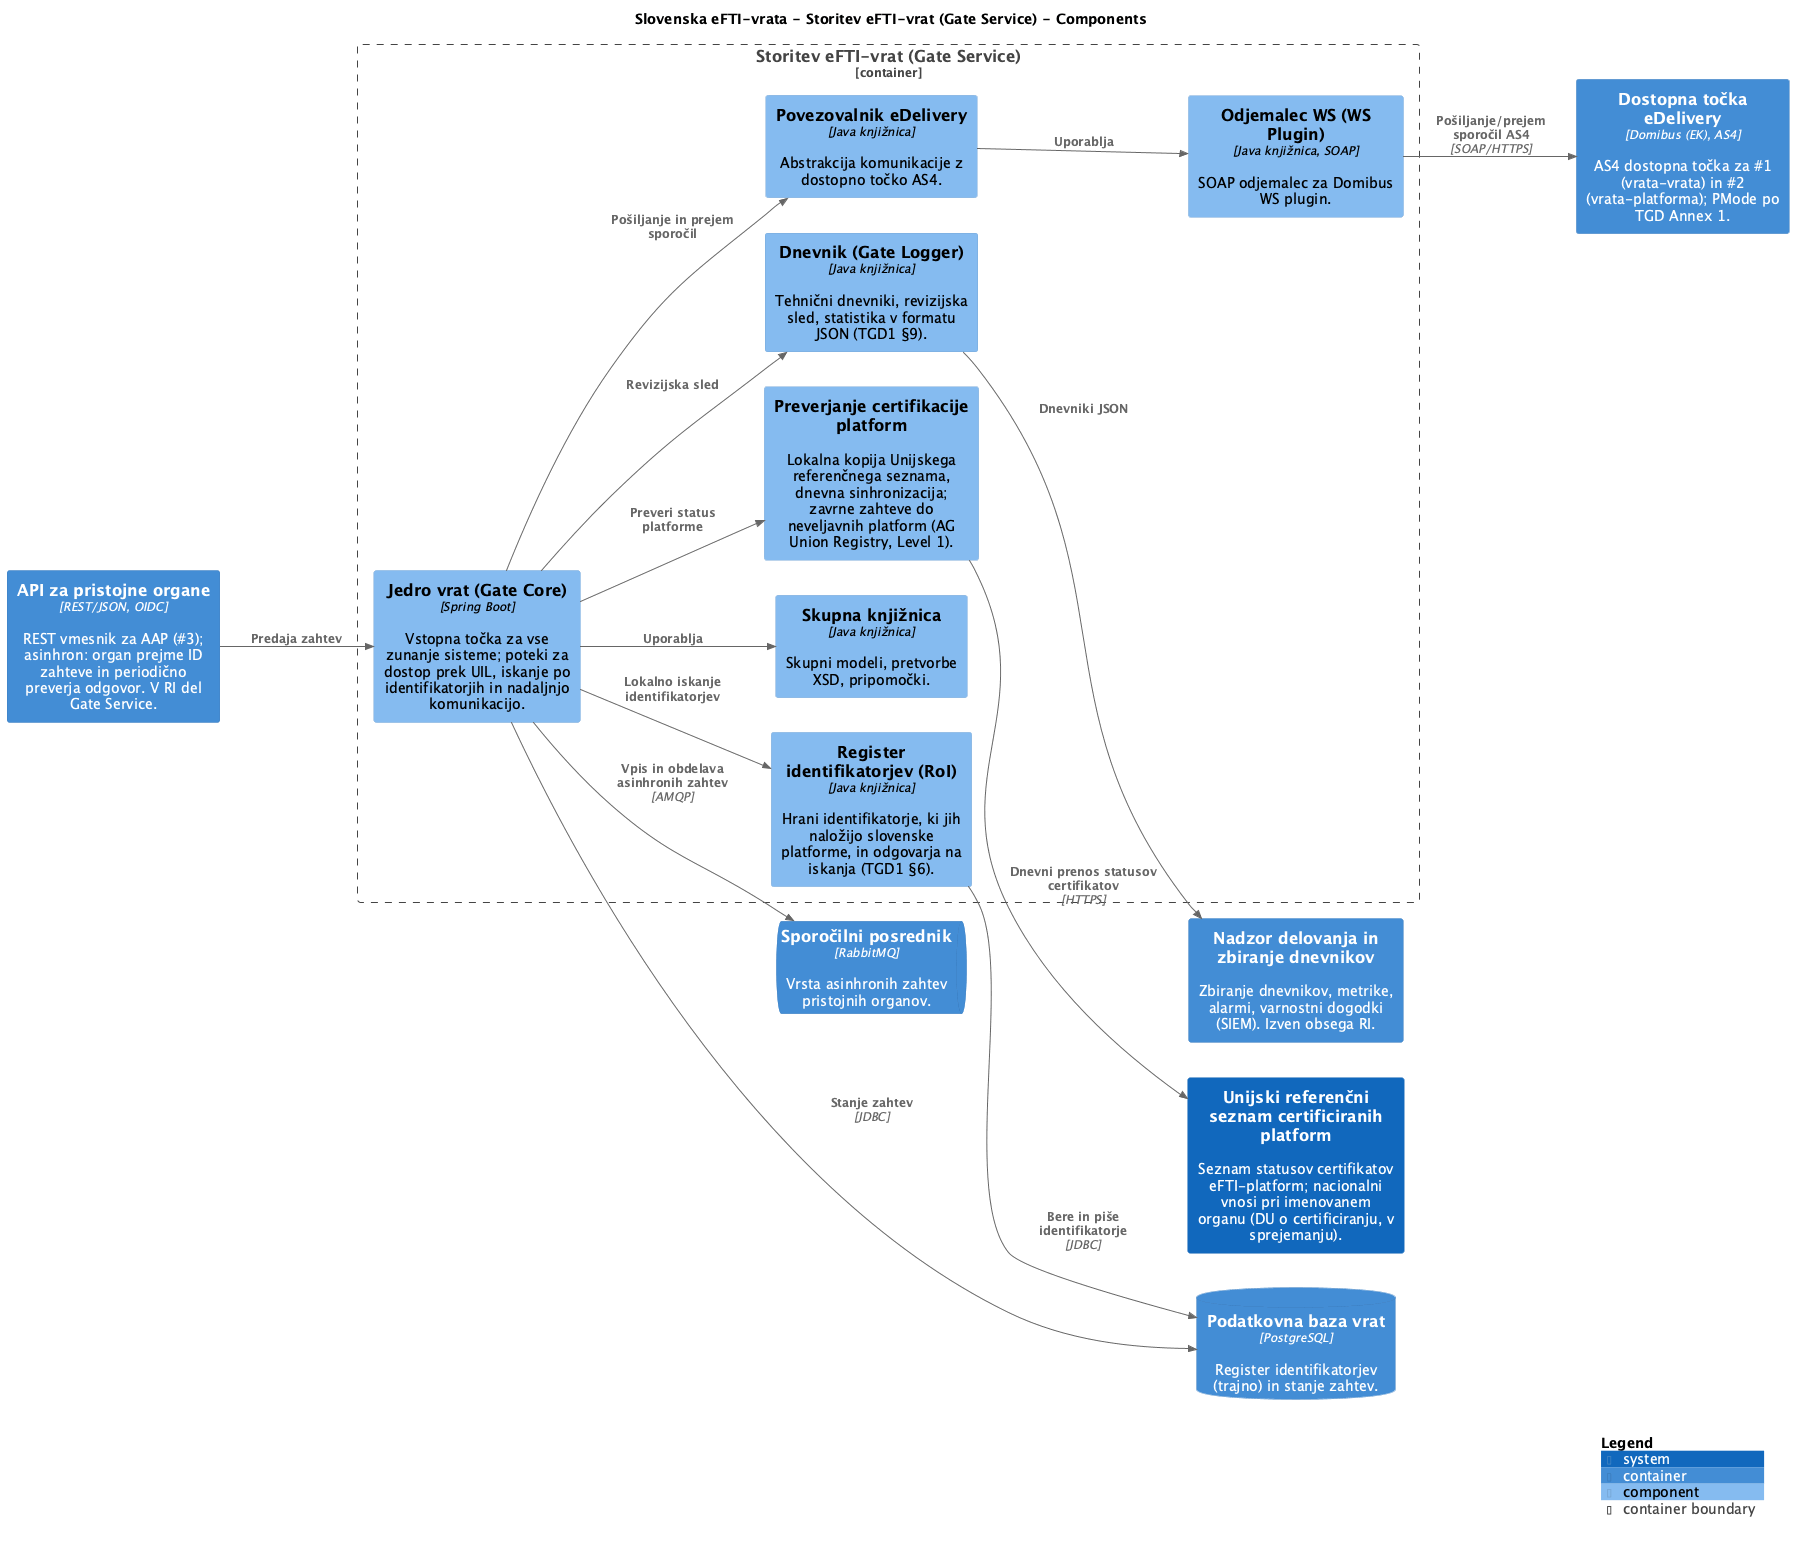 Slovenska eFTI-vrata - Storitev eFTI-vrat (Gate Service) - Components
Storitev eFTI-vrat (Gate Service)
[container]
Povezovalnik eDelivery
[Java knjižnica]
Abstrakcija komunikacije z
dostopno točko AS4.
Uporablja
Odjemalec WS (WS
Plugin)
[Java knjižnica, SOAP]
SOAP odjemalec za Domibus
WS plugin.
Pošiljanje/prejem
sporočil AS4
[SOAP/HTTPS]
Dostopna točka
eDelivery
[Domibus (EK), AS4]
AS4 dostopna točka za #1
(vrata-vrata) in #2
(vrata-platforma); PMode po
TGD Annex 1.
Pošiljanje in prejem
sporočil
Dnevnik (Gate Logger)
[Java knjižnica]
Tehnični dnevniki, revizijska
sled, statistika v formatu
JSON (TGD1 §9).
Revizijska sled
Dnevniki JSON
Preverjanje certifikacije
platform
Lokalna kopija Unijskega
referenčnega seznama,
dnevna sinhronizacija;
zavrne zahteve do
neveljavnih platform (AG
Union Registry, Level 1).
Preveri status
platforme
API za pristojne organe
[REST/JSON, OIDC]
REST vmesnik za AAP (#3);
asinhron: organ prejme ID
zahteve in periodično
preverja odgovor. V RI del
Gate Service.
Predaja zahtev
Jedro vrat (Gate Core)
[Spring Boot]
Vstopna točka za vse
zunanje sisteme; poteki za
dostop prek UIL, iskanje po
identifikatorjih in nadaljnjo
komunikacijo.
Uporablja
Skupna knjižnica
[Java knjižnica]
Skupni modeli, pretvorbe
XSD, pripomočki.
Lokalno iskanje
identifikatorjev
Register
identifikatorjev (RoI)
[Java knjižnica]
Hrani identifikatorje, ki jih
naložijo slovenske
platforme, in odgovarja na
iskanja (TGD1 §6).
Vpis in obdelava
asinhronih zahtev
[AMQP]
Dnevni prenos statusov
certifikatov
[HTTPS]
Sporočilni posrednik
[RabbitMQ]
Vrsta asinhronih zahtev
pristojnih organov.
Nadzor delovanja in
zbiranje dnevnikov
Zbiranje dnevnikov, metrike,
alarmi, varnostni dogodki
(SIEM). Izven obsega RI.
Stanje zahtev
[JDBC]
Unijski referenčni
seznam certificiranih
platform
Seznam statusov certifikatov
eFTI-platform; nacionalni
vnosi pri imenovanem
organu (DU o certificiranju, v
sprejemanju).
Bere in piše
identifikatorje
[JDBC]
Podatkovna baza vrat
[PostgreSQL]
Register identifikatorjev
(trajno) in stanje zahtev.
Legend
system
container
component
container boundary